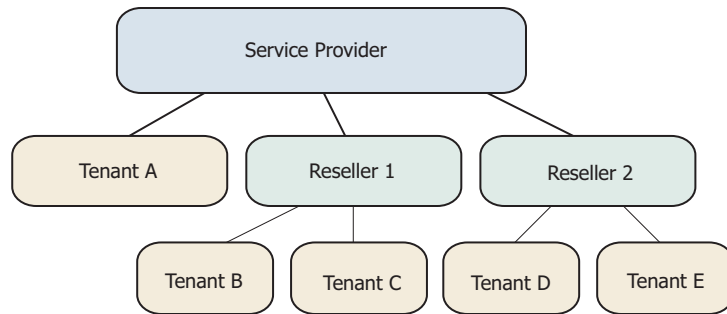 Service Provider
Tenant A
Reseller 1
Reseller 2
Tenant B
Tenant C
Tenant D
Tenant E